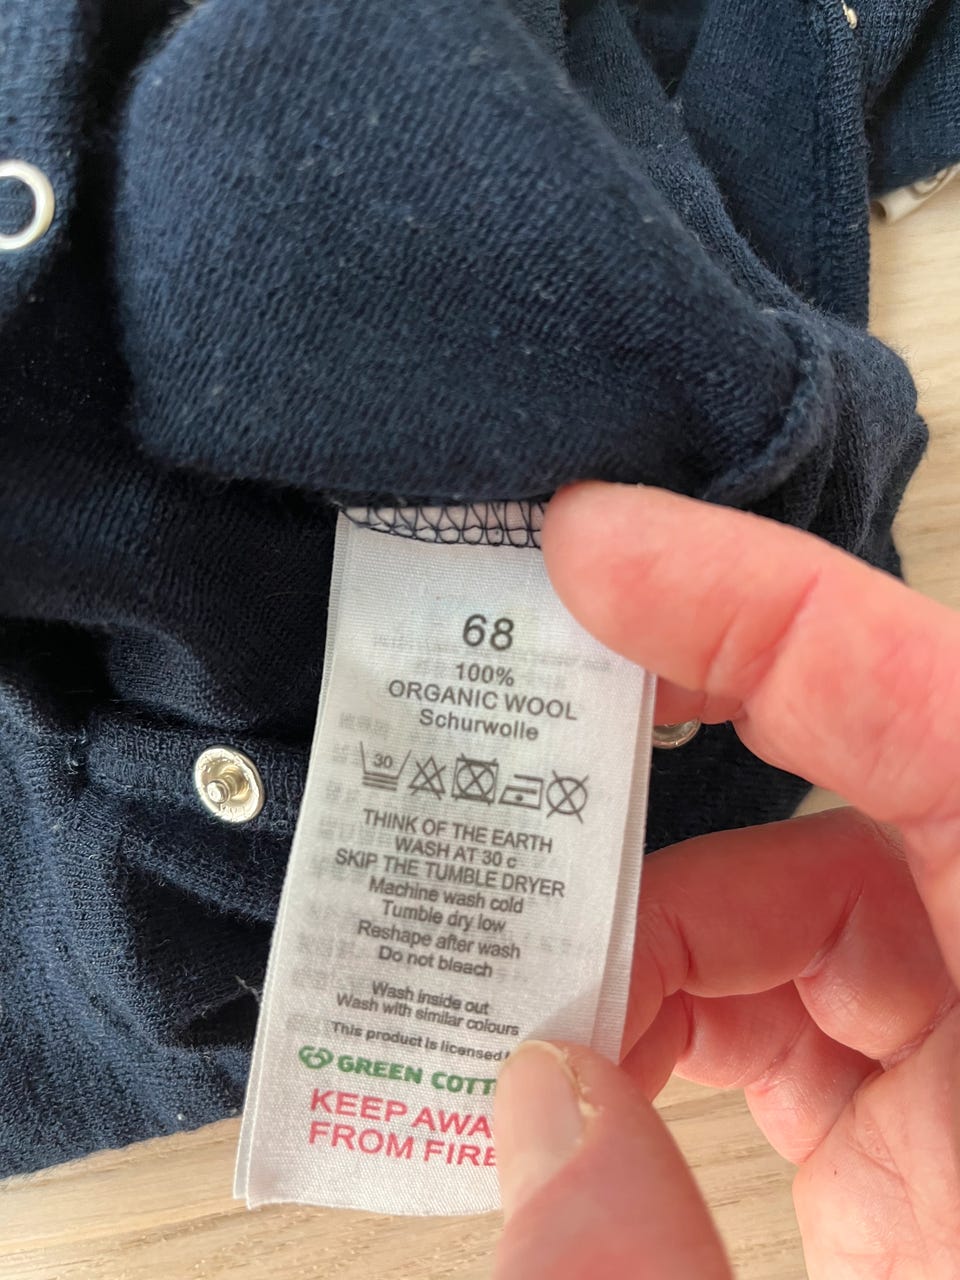 68
100%
ORGANIC WOOL
Schurwolle
30
THINK OF THE EARTH
WASH AT 30 c
SKIP THE TUMBLE DRYER
Machine wash cold
Tumble dry low
Reshape after wash
Do not bleach
Wash inside out
Wash with similar colours
This product is licensed
GREEN COTT
KEEP AWA
FROM FIRE